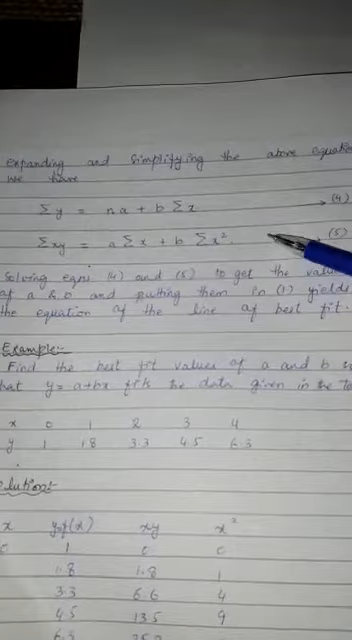 expanding and simplifying the above equation
we have
Σy = na + b Σx → (4)
Σxy = a Σx + b Σx². → (5)
Solving eqns (4) and (5) to get the value
of a & b and putting them in (1) yields
the equation of the line of best fit.
Example:-
Find the best fit values of a and b so
that y = a+bx fits the data given in the
x 0 1 2 3 4
y 1 1.8 3.3 4.5 6.3
Solution:-
x y=f(x) xy x²
1 0 0
1.8 1.8 1
3.3 6.6 4
4.5 13.5 9
6.3